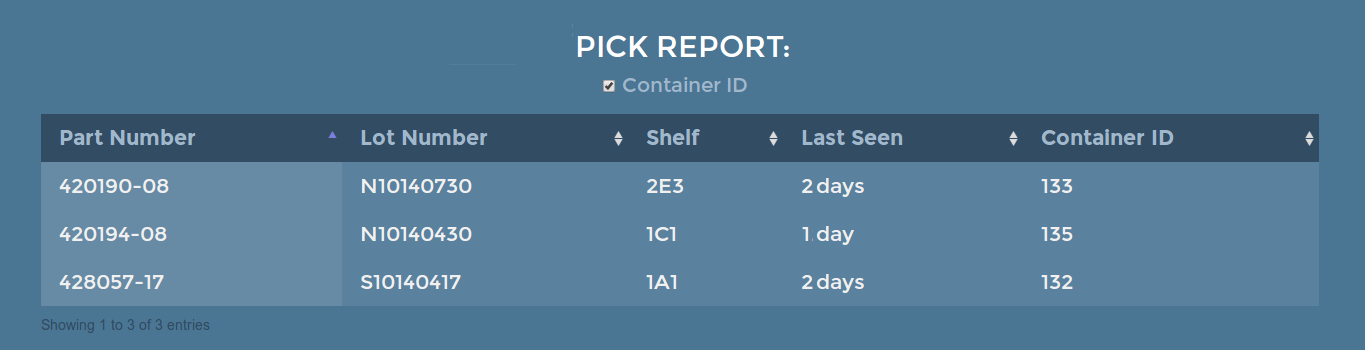 PICK REPORT:
Container ID
Part Number Lot Number Shelf Last Seen Container ID
420190-08 N10140730 2E3 2 days 133
420194-08 N10140430 1C1 1 day 135
428057-17 S10140417 1A1 2 days 132
Showing 1 to 3 of 3 entries